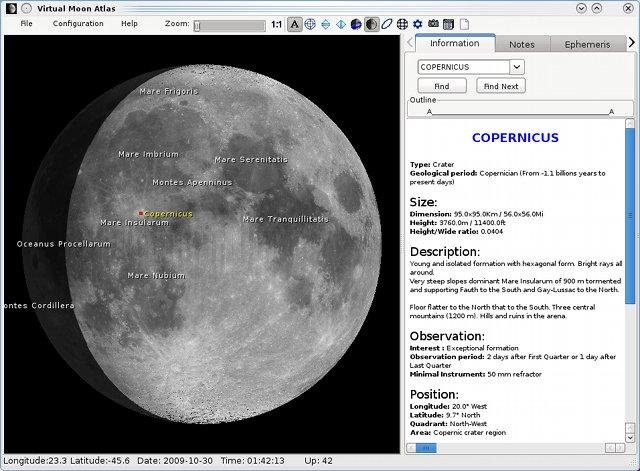 Virtual Moon Atlas
File Configuration Help Zoom: 1:1 A
Information Notes Ephemeris
COPERNICUS
Find Find Next
Outline
A A
Mare Frigoris
Mare Imbrium
Mare Serenitatis
Montes Apenninus
Copernicus
Mare Insularum
Mare Tranquillitatis
Oceanus Procellarum
Mare Nubium
ontes Cordillera
COPERNICUS
Type: Crater
Geological period: Copernician (From -1.1 billions years to
present days)
Size:
Dimension: 95.0x95.0Km / 56.0x56.0Mi
Height: 3760.0m / 11400.0ft
Height/Wide ratio: 0.0404
Description:
Young and isolated formation with hexagonal form. Bright rays all
around.
Very steep slopes dominant Mare Insularum of 900 m tormented
and supporting Fauth to the South and Gay-Lussac to the North.
Floor flatter to the North that to the South. Three central
mountains (1200 m). Hills and ruins in the arena.
Observation:
Interest : Exceptional formation
Observation period: 2 days after First Quarter or 1 day after
Last Quarter
Minimal Instrument: 50 mm refractor
Position:
Longitude: 20.0° West
Latitude: 9.7° North
Quadrant: North-West
Area: Copernic crater region
Longitude:23.3 Latitude:-45.6 Date: 2009-10-30 Time: 01:42:13 Up: 42